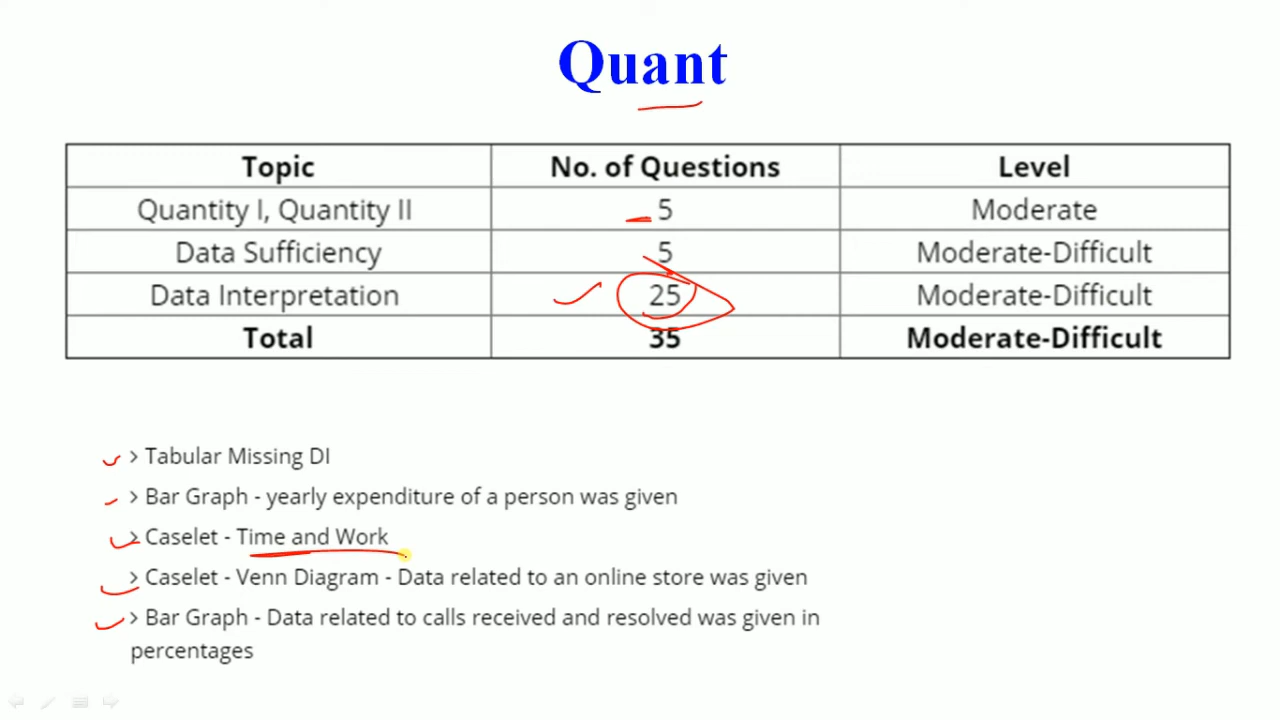 Quant
Topic No. of Questions Level
Quantity I, Quantity II 5 Moderate
Data Sufficiency 5 Moderate-Difficult
Data Interpretation 25 Moderate-Difficult
Total 35 Moderate-Difficult
> Tabular Missing DI
> Bar Graph - yearly expenditure of a person was given
> Caselet - Time and Work
> Caselet - Venn Diagram - Data related to an online store was given
> Bar Graph - Data related to calls received and resolved was given in
percentages